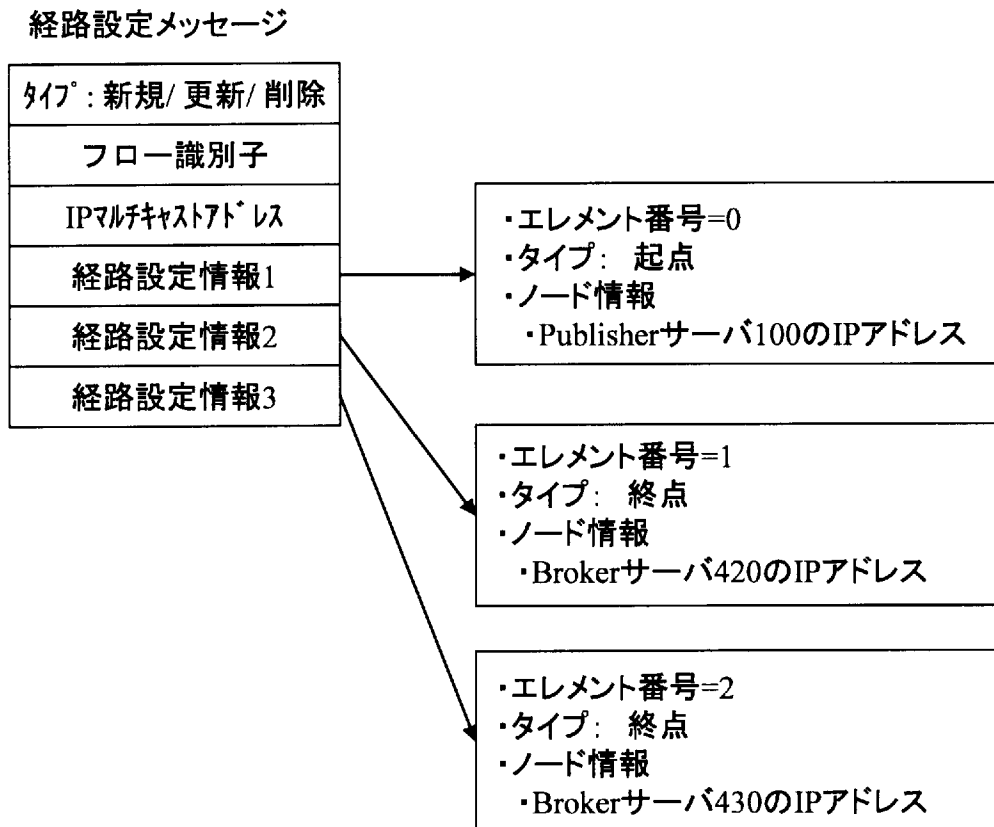 経路設定メッセージ
ﾀｲﾌﾟ：新規/ 更新/ 削除
フロー識別子
IPﾏﾙﾁｷｬｽﾄｱﾄﾞﾚｽ
経路設定情報1
経路設定情報2
経路設定情報3
・エレメント番号=0
・タイプ： 起点
・ノード情報
・Publisherサーバ100のIPアドレス
・エレメント番号=1
・タイプ： 終点
・ノード情報
・Brokerサーバ420のIPアドレス
・エレメント番号=2
・タイプ： 終点
・ノード情報
・Brokerサーバ430のIPアドレス